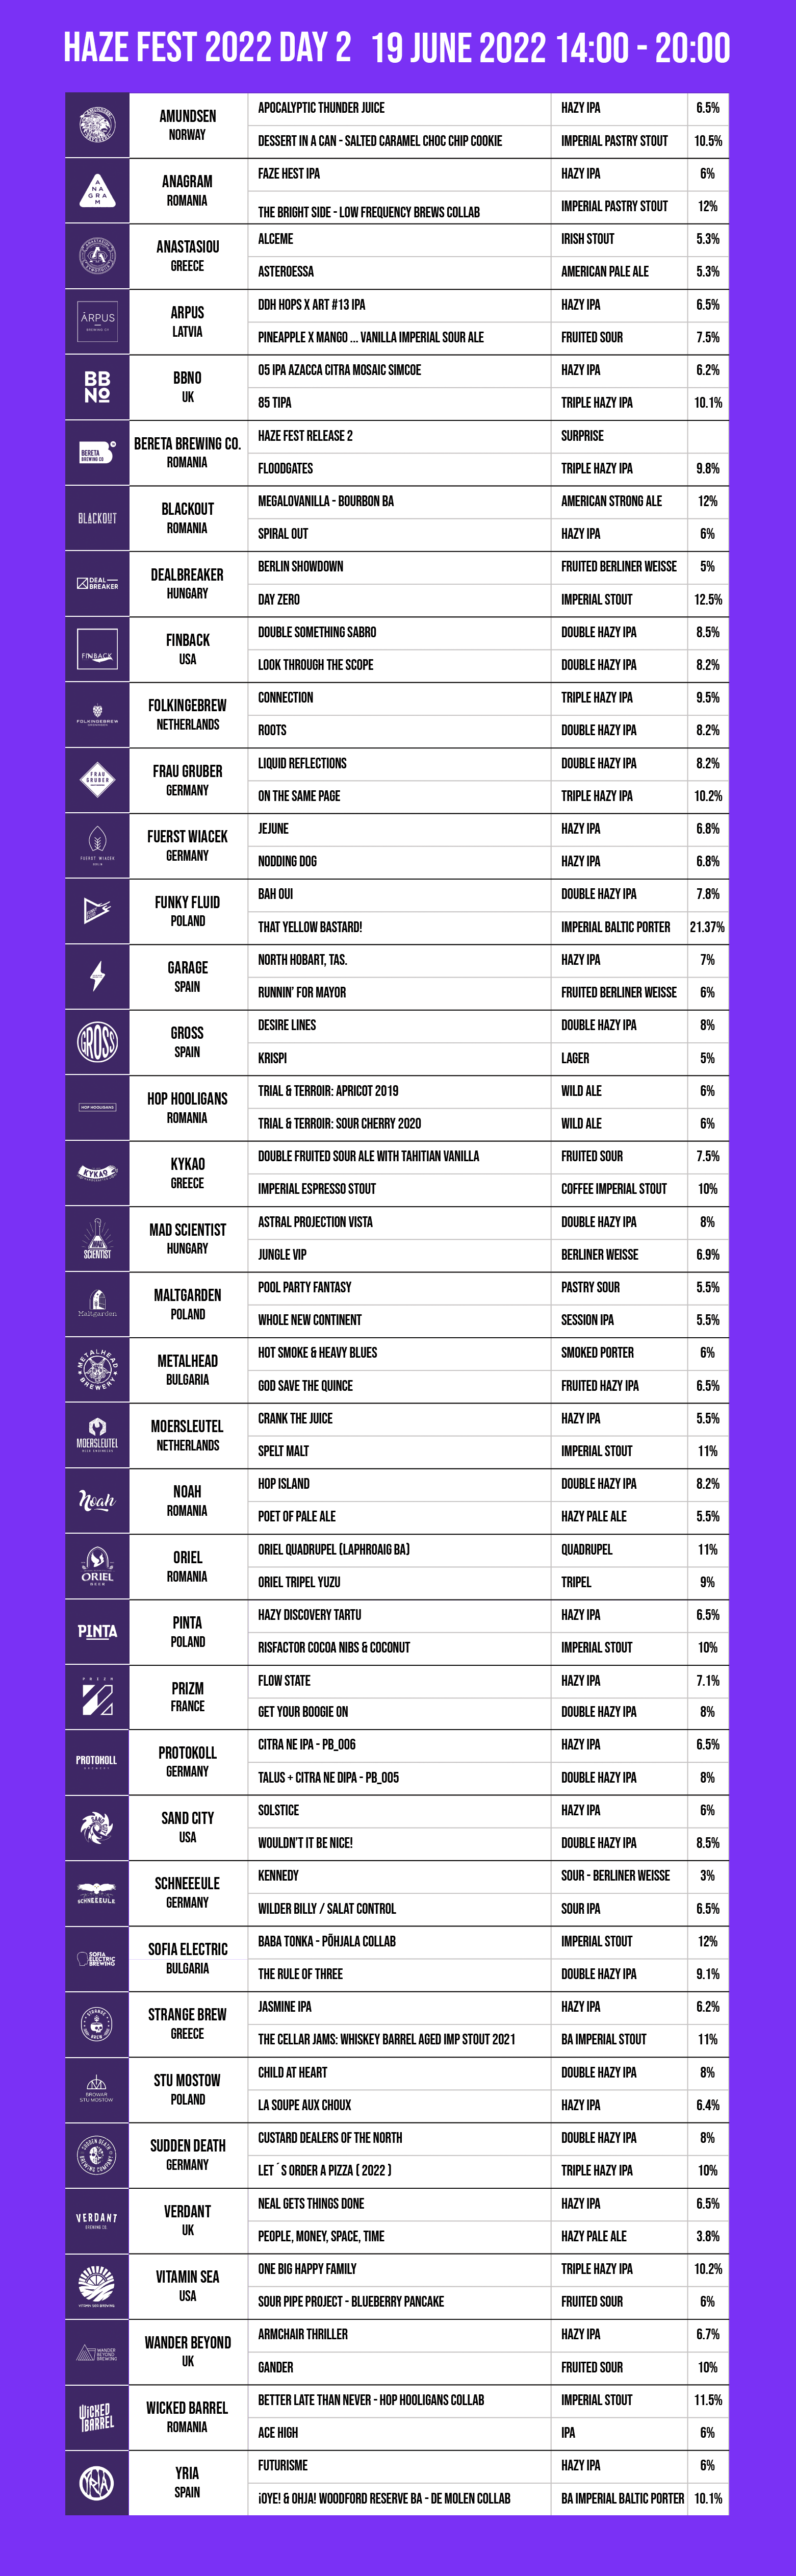 HAZE FEST 2022 DAY 2 19 JUNE 2022 14:00 - 20:00
AMUNDSEN
NORWAY
APOCALYPTIC THUNDER JUICE HAZY IPA 6.5%
DESSERT IN A CAN - SALTED CARAMEL CHOC CHIP COOKIE IMPERIAL PASTRY STOUT 10.5%
ANAGRAM
ANAGRAM
ROMANIA
FAZE HEST IPA HAZY IPA 6%
THE BRIGHT SIDE - LOW FREQUENCY BREWS COLLAB IMPERIAL PASTRY STOUT 12%
ANASTASIOU
GREECE
ALCEME IRISH STOUT 5.3%
ASTEROESSA AMERICAN PALE ALE 5.3%
ĀRPUS
BREWING CO
ARPUS
LATVIA
DDH HOPS X ART #13 IPA HAZY IPA 6.5%
PINEAPPLE X MANGO ... VANILLA IMPERIAL SOUR ALE FRUITED SOUR 7.5%
BB
No
BBNO
UK
05 IPA AZACCA CITRA MOSAIC SIMCOE HAZY IPA 6.2%
85 TIPA TRIPLE HAZY IPA 10.1%
BERETA
BREWING CO
BERETA BREWING CO.
ROMANIA
HAZE FEST RELEASE 2 SURPRISE
FLOODGATES TRIPLE HAZY IPA 9.8%
BLACKOUT
BLACKOUT
ROMANIA
MEGALOVANILLA - BOURBON BA AMERICAN STRONG ALE 12%
SPIRAL OUT HAZY IPA 6%
DEAL
BREAKER
DEALBREAKER
HUNGARY
BERLIN SHOWDOWN FRUITED BERLINER WEISSE 5%
DAY ZERO IMPERIAL STOUT 12.5%
FINBACK
FINBACK
USA
DOUBLE SOMETHING SABRO DOUBLE HAZY IPA 8.5%
LOOK THROUGH THE SCOPE DOUBLE HAZY IPA 8.2%
FOLKINGEBREW
FOLKINGEBREW
NETHERLANDS
CONNECTION TRIPLE HAZY IPA 9.5%
ROOTS DOUBLE HAZY IPA 8.2%
FRAU
GRUBER
FRAU GRUBER
GERMANY
LIQUID REFLECTIONS DOUBLE HAZY IPA 8.2%
ON THE SAME PAGE TRIPLE HAZY IPA 10.2%
FUERST WIACEK
FUERST WIACEK
GERMANY
JEJUNE HAZY IPA 6.8%
NODDING DOG HAZY IPA 6.8%
FUNKY FLUID
POLAND
BAH OUI DOUBLE HAZY IPA 7.8%
THAT YELLOW BASTARD! IMPERIAL BALTIC PORTER 21.37%
GARAGE
SPAIN
NORTH HOBART, TAS. HAZY IPA 7%
RUNNIN' FOR MAYOR FRUITED BERLINER WEISSE 6%
GROSS
GROSS
SPAIN
DESIRE LINES DOUBLE HAZY IPA 8%
KRISPI LAGER 5%
HOP HOOLIGANS
HOP HOOLIGANS
ROMANIA
TRIAL & TERROIR: APRICOT 2019 WILD ALE 6%
TRIAL & TERROIR: SOUR CHERRY 2020 WILD ALE 6%
KYKAO
KYKAO
GREECE
DOUBLE FRUITED SOUR ALE WITH TAHITIAN VANILLA FRUITED SOUR 7.5%
IMPERIAL ESPRESSO STOUT COFFEE IMPERIAL STOUT 10%
MAD
SCIENTIST
MAD SCIENTIST
HUNGARY
ASTRAL PROJECTION VISTA DOUBLE HAZY IPA 8%
JUNGLE VIP BERLINER WEISSE 6.9%
Maltgarden
MALTGARDEN
POLAND
POOL PARTY FANTASY PASTRY SOUR 5.5%
WHOLE NEW CONTINENT SESSION IPA 5.5%
METALHEAD
BREWERY
METALHEAD
BULGARIA
HOT SMOKE & HEAVY BLUES SMOKED PORTER 6%
GOD SAVE THE QUINCE FRUITED HAZY IPA 6.5%
MOERSLEUTEL
MOERSLEUTEL
NETHERLANDS
CRANK THE JUICE HAZY IPA 5.5%
SPELT MALT IMPERIAL STOUT 11%
Noah
NOAH
ROMANIA
HOP ISLAND DOUBLE HAZY IPA 8.2%
POET OF PALE ALE HAZY PALE ALE 5.5%
ORIEL
BEER
ORIEL
ROMANIA
ORIEL QUADRUPEL (LAPHROAIG BA) QUADRUPEL 11%
ORIEL TRIPEL YUZU TRIPEL 9%
PINTA
PINTA
POLAND
HAZY DISCOVERY TARTU HAZY IPA 6.5%
RISFACTOR COCOA NIBS & COCONUT IMPERIAL STOUT 10%
PRIZM
PRIZM
FRANCE
FLOW STATE HAZY IPA 7.1%
GET YOUR BOOGIE ON DOUBLE HAZY IPA 8%
PROTOKOLL
BREWERY
PROTOKOLL
GERMANY
CITRA NE IPA - PB_006 HAZY IPA 6.5%
TALUS + CITRA NE DIPA - PB_005 DOUBLE HAZY IPA 8%
SAND CITY
USA
SOLSTICE HAZY IPA 6%
WOULDN'T IT BE NICE! DOUBLE HAZY IPA 8.5%
SCHNEEEULE
SCHNEEEULE
GERMANY
KENNEDY SOUR - BERLINER WEISSE 3%
WILDER BILLY / SALAT CONTROL SOUR IPA 6.5%
SOFIA
ELECTRIC
BREWING
SOFIA ELECTRIC
BULGARIA
BABA TONKA - PÕHJALA COLLAB IMPERIAL STOUT 12%
THE RULE OF THREE DOUBLE HAZY IPA 9.1%
STRANGE BREW
GREECE
JASMINE IPA HAZY IPA 6.2%
THE CELLAR JAMS: WHISKEY BARREL AGED IMP STOUT 2021 BA IMPERIAL STOUT 11%
BROWAR
STU MOSTÓW
STU MOSTOW
POLAND
CHILD AT HEART DOUBLE HAZY IPA 8%
LA SOUPE AUX CHOUX HAZY IPA 6.4%
SUDDEN DEATH
BREWING COMPANY
SUDDEN DEATH
GERMANY
CUSTARD DEALERS OF THE NORTH DOUBLE HAZY IPA 8%
LET´S ORDER A PIZZA ( 2022 ) TRIPLE HAZY IPA 10%
VERDANT
BREWING CO
VERDANT
UK
NEAL GETS THINGS DONE HAZY IPA 6.5%
PEOPLE, MONEY, SPACE, TIME HAZY PALE ALE 3.8%
VITAMIN SEA BREWING
VITAMIN SEA
USA
ONE BIG HAPPY FAMILY TRIPLE HAZY IPA 10.2%
SOUR PIPE PROJECT - BLUEBERRY PANCAKE FRUITED SOUR 6%
WANDER
BEYOND
BREWING
WANDER BEYOND
UK
ARMCHAIR THRILLER HAZY IPA 6.7%
GANDER FRUITED SOUR 10%
WICKED
BARREL
WICKED BARREL
ROMANIA
BETTER LATE THAN NEVER - HOP HOOLIGANS COLLAB IMPERIAL STOUT 11.5%
ACE HIGH IPA 6%
YRIA
YRIA
SPAIN
FUTURISME HAZY IPA 6%
¡OYE! & OHJA! WOODFORD RESERVE BA - DE MOLEN COLLAB BA IMPERIAL BALTIC PORTER 10.1%